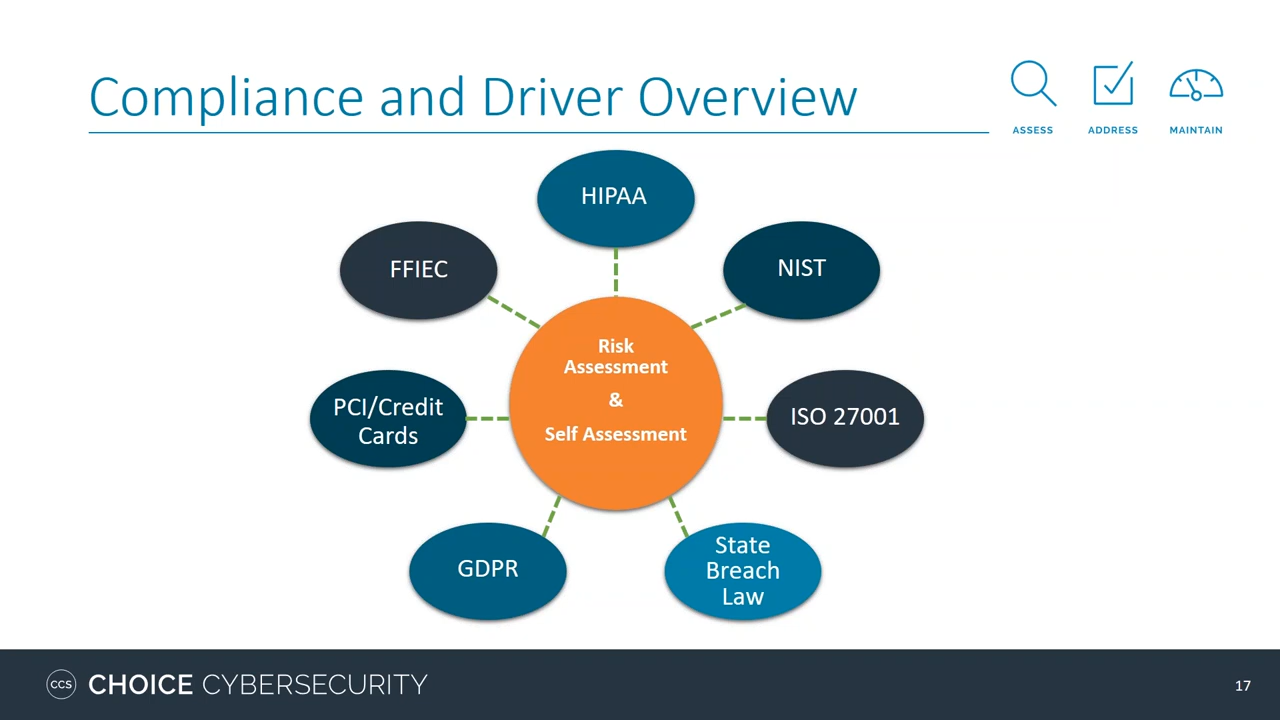 Compliance and Driver Overview
ASSESS
ADDRESS
MAINTAIN
HIPAA
FFIEC
NIST
Risk
Assessment
&
Self Assessment
PCI/Credit
Cards
ISO 27001
GDPR
State
Breach
Law
CCS
CHOICE CYBERSECURITY
17